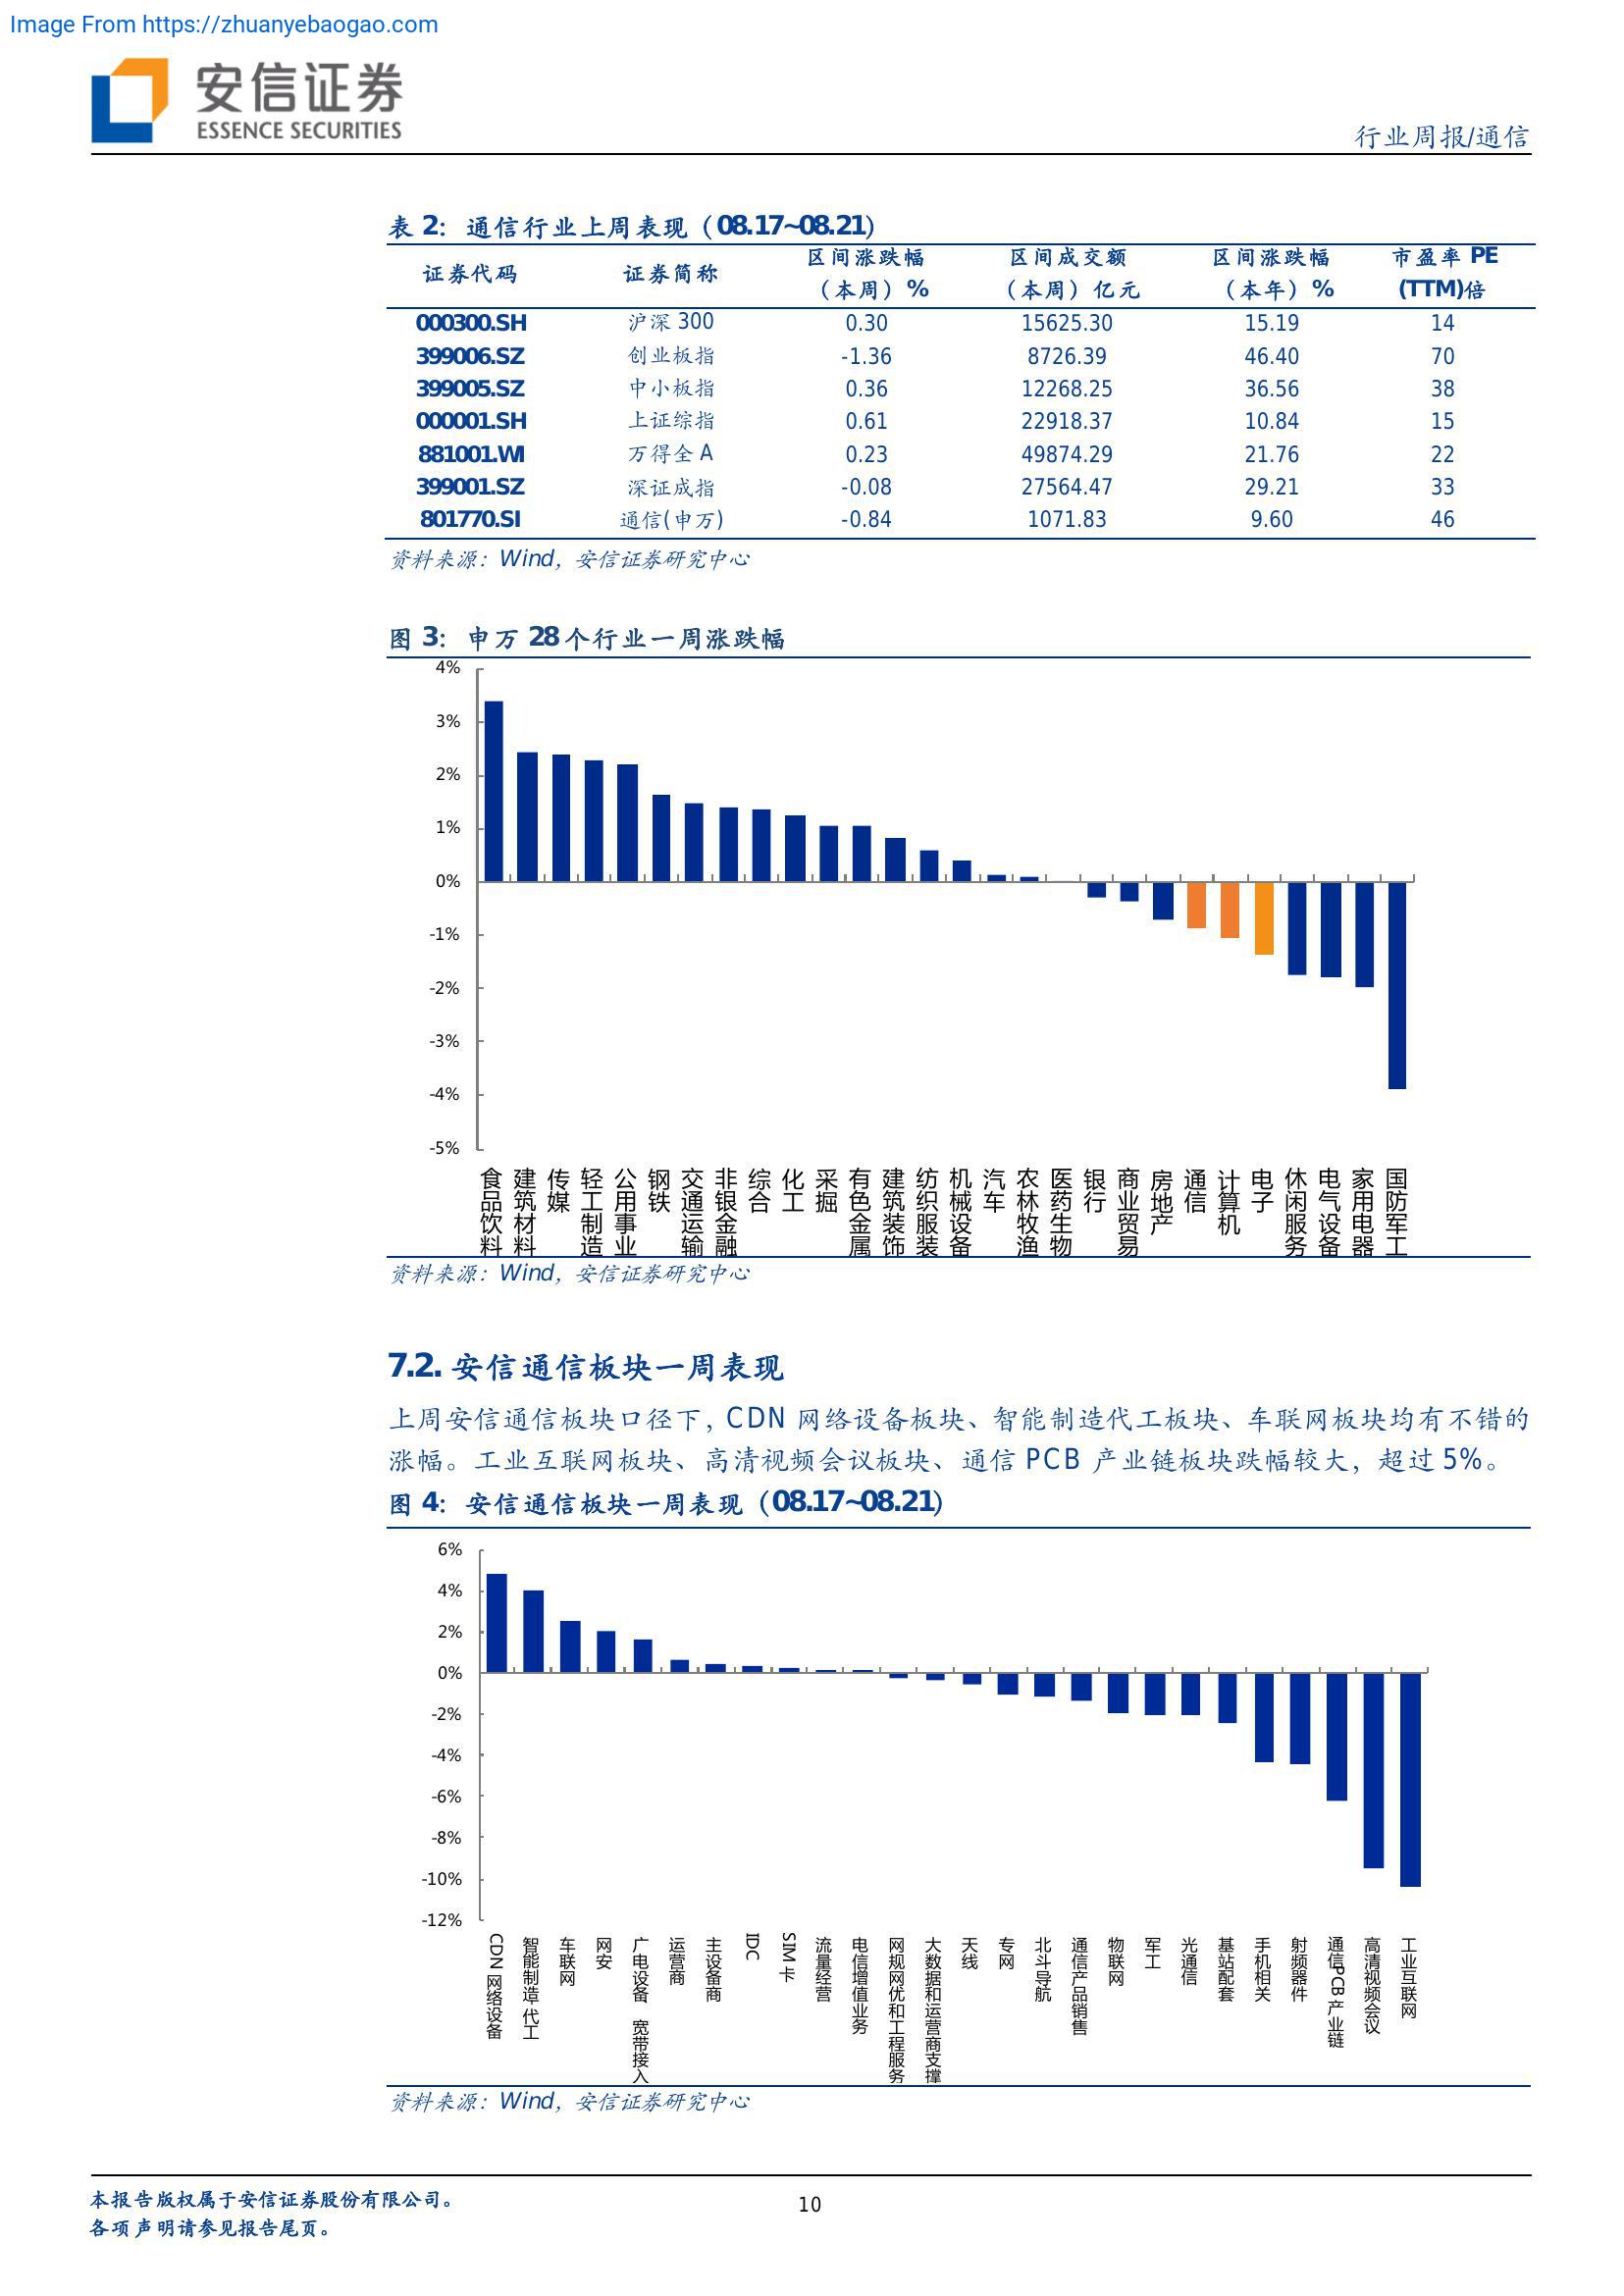 Image From https://zhuanyebaogao.com
安信证券
ESSENCE SECURITIES
行业周报/通信
表 2：通信行业上周表现（08.17~08.21）
证券代码 证券简称 区间涨跌幅（本周）% 区间成交额（本周）亿元 区间涨跌幅（本年）% 市盈率 PE (TTM)倍
000300.SH 沪深 300 0.30 15625.30 15.19 14
399006.SZ 创业板指 -1.36 8726.39 46.40 70
399005.SZ 中小板指 0.36 12268.25 36.56 38
000001.SH 上证综指 0.61 22918.37 10.84 15
881001.WI 万得全 A 0.23 49874.29 21.76 22
399001.SZ 深证成指 -0.08 27564.47 29.21 33
801770.SI 通信(申万) -0.84 1071.83 9.60 46
资料来源：Wind，安信证券研究中心
图 3：申万 28 个行业一周涨跌幅
4%
3%
2%
1%
0%
-1%
-2%
-3%
-4%
-5%
食品饮料
建筑材料
传媒
轻工制造
公用事业
钢铁
交通运输
非银金融
综合
化工
采掘
有色金属
建筑装饰
纺织服装
机械设备
汽车
农林牧渔
医药生物
银行
商业贸易
房地产
通信
计算机
电子
休闲服务
电气设备
家用电器
国防军工
资料来源：Wind，安信证券研究中心
7.2. 安信通信板块一周表现
上周安信通信板块口径下，CDN 网络设备板块、智能制造代工板块、车联网板块均有不错的
涨幅。工业互联网板块、高清视频会议板块、通信 PCB 产业链板块跌幅较大，超过 5%。
图 4：安信通信板块一周表现（08.17~08.21）
6%
4%
2%
0%
-2%
-4%
-6%
-8%
-10%
-12%
CDN 网络设备
智能制造 代工
车联网
网安
广电设备 宽带接入
运营商
主设备商
IDC
SIM 卡
流量经营
电信增值业务
网规网优和工程服务
大数据和运营商支撑
天线
专网
北斗导航
通信产品销售
物联网
军工
光通信
基站配套
手机相关
射频器件
通信PCB 产业链
高清视频会议
工业互联网
资料来源：Wind，安信证券研究中心
本报告版权属于安信证券股份有限公司。
各项声明请参见报告尾页。
10